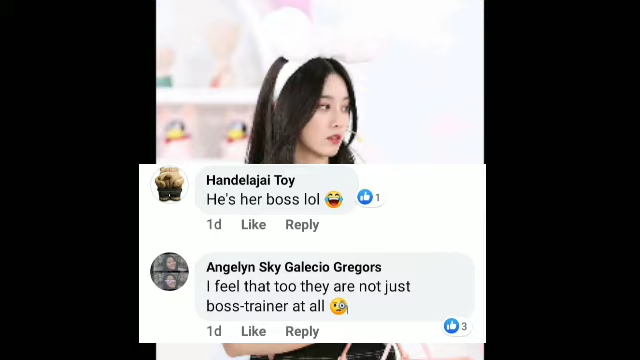 Handelajai Toy
He's her boss lol 😂
1
1d Like Reply
Angelyn Sky Galecio Gregors
I feel that too they are not just
boss-trainer at all 🧐
3
1d Like Reply